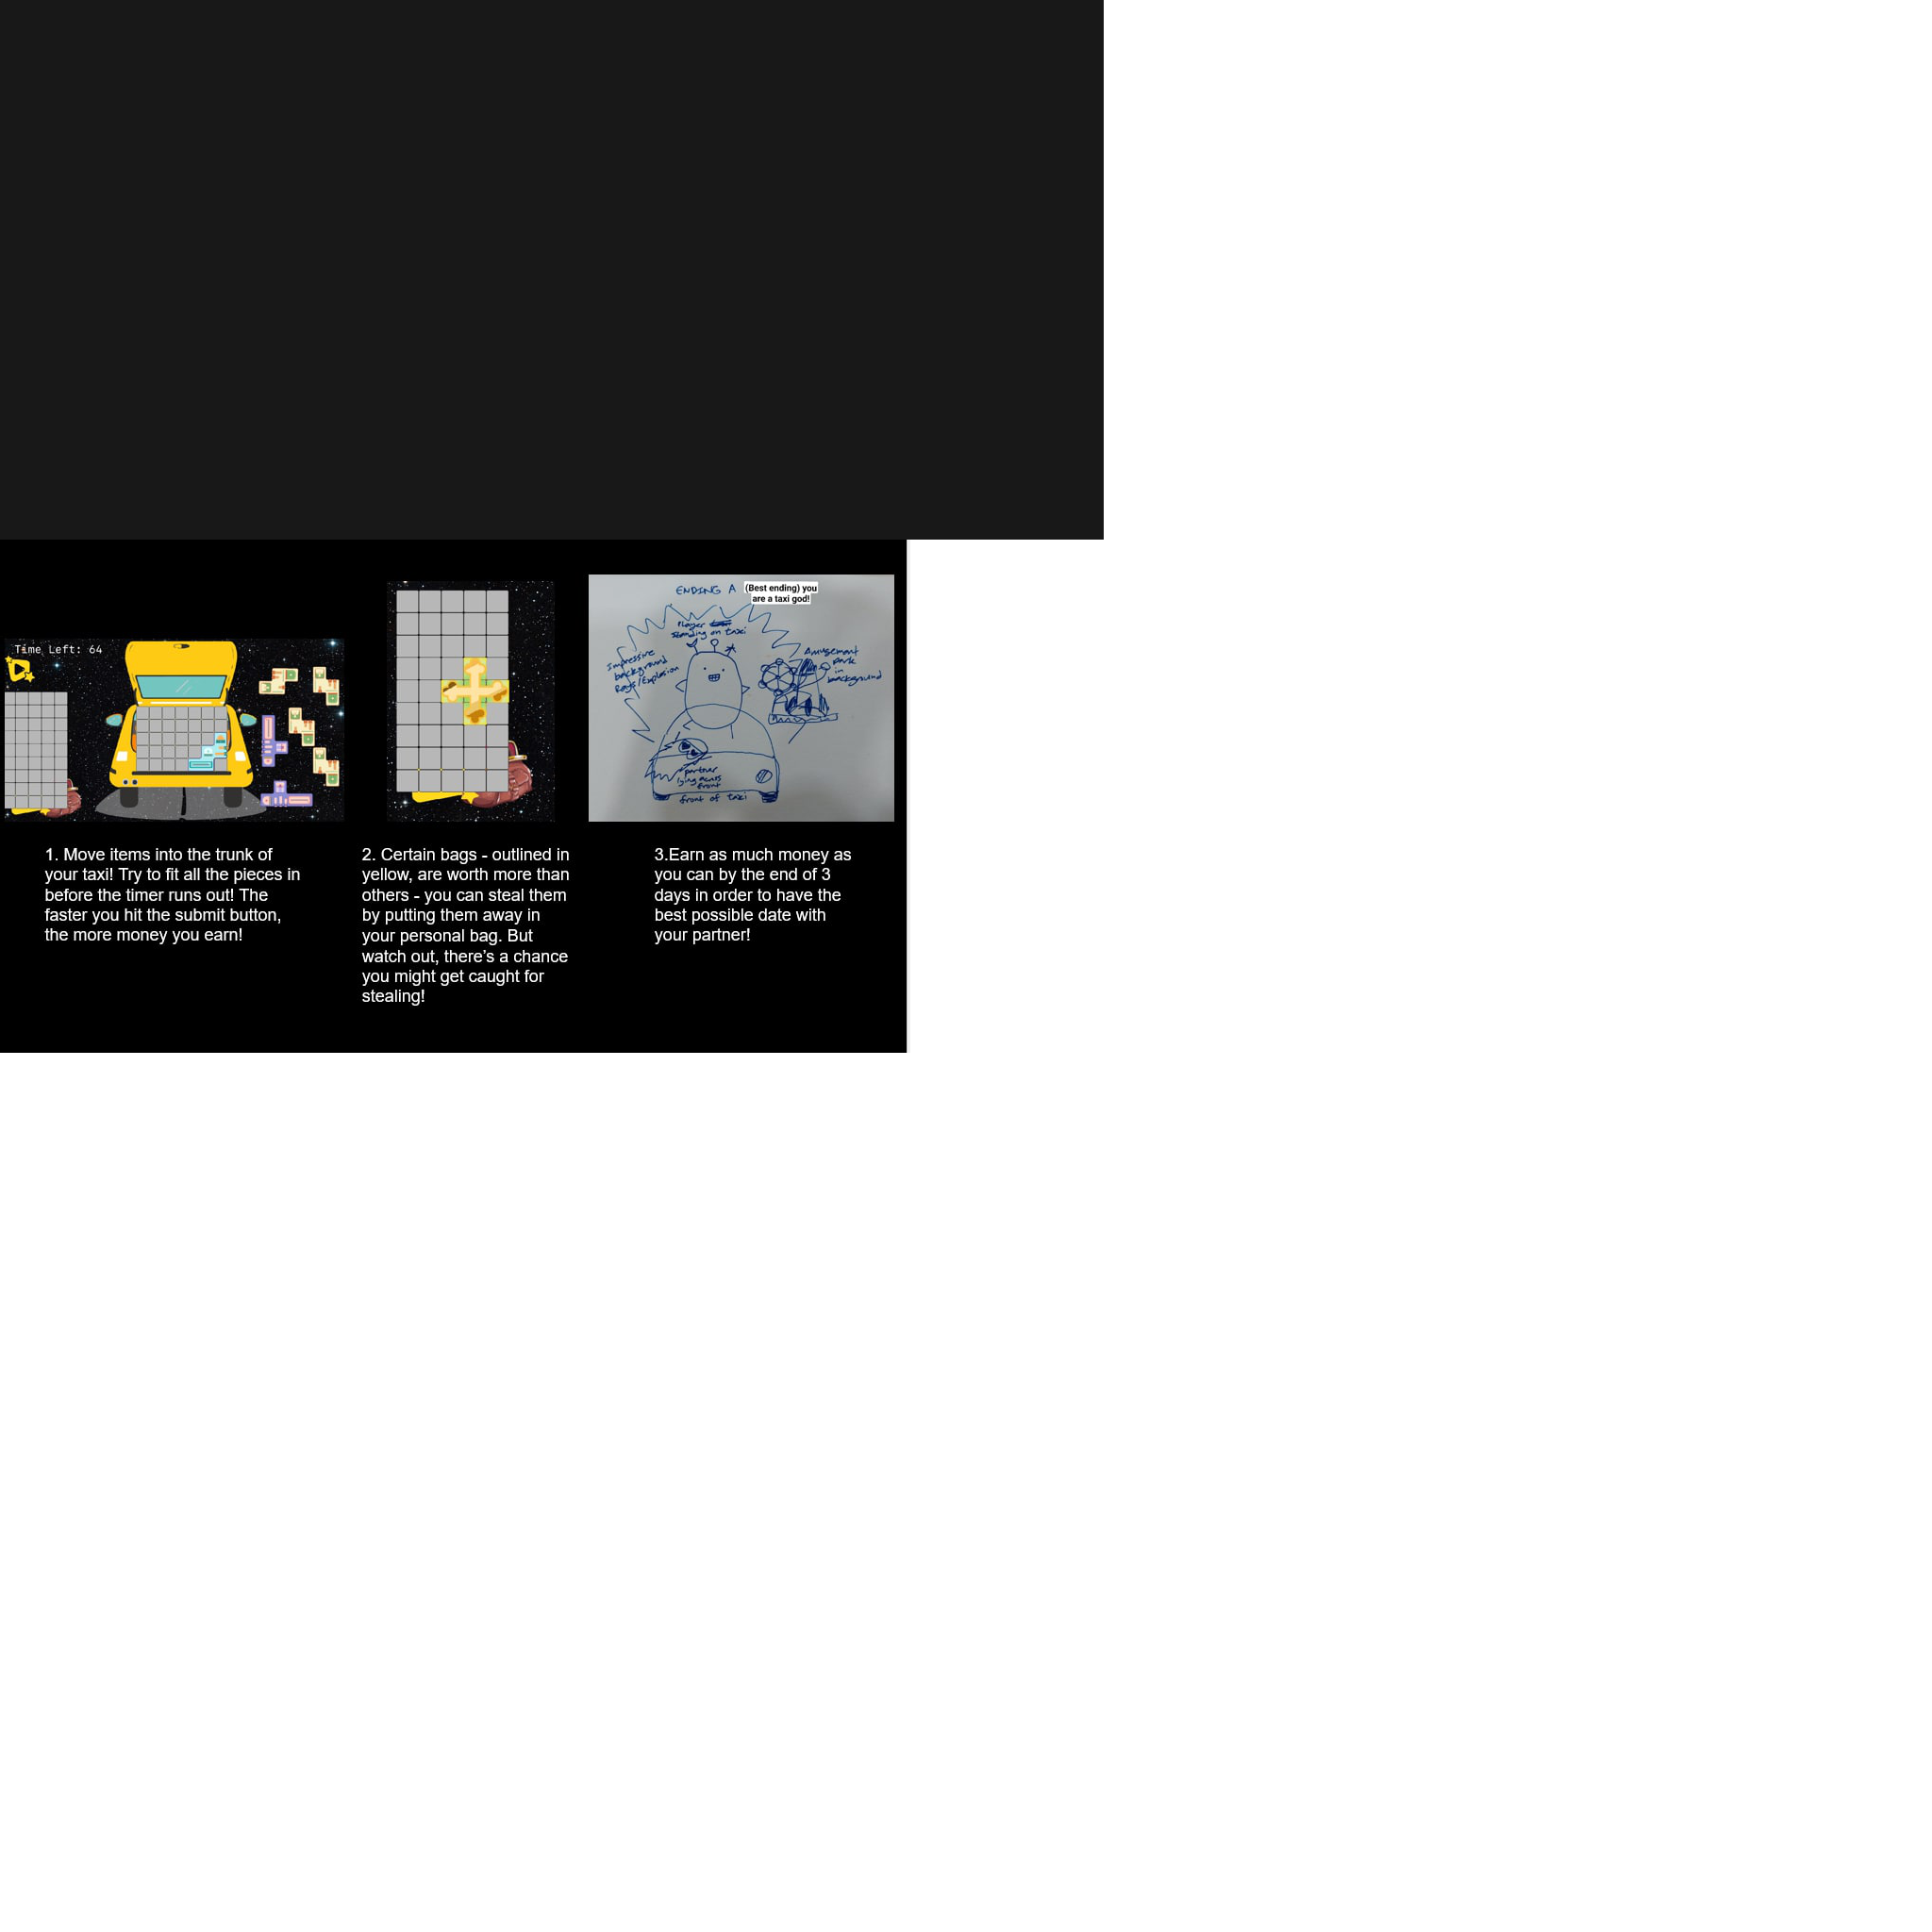 Time Left: 64
1. Move items into the trunk of
your taxi! Try to fit all the pieces in
before the timer runs out! The
faster you hit the submit button,
the more money you earn!
2. Certain bags - outlined in
yellow, are worth more than
others - you can steal them
by putting them away in
your personal bag. But
watch out, there’s a chance
you might get caught for
stealing!
ENDING A
(Best ending) you
are a taxi god!
Player
standing on taxi
Impressive
background
Rays/Explosion
Amusement
park
in
background
partner
lying across
front
front of taxi
3.Earn as much money as
you can by the end of 3
days in order to have the
best possible date with
your partner!